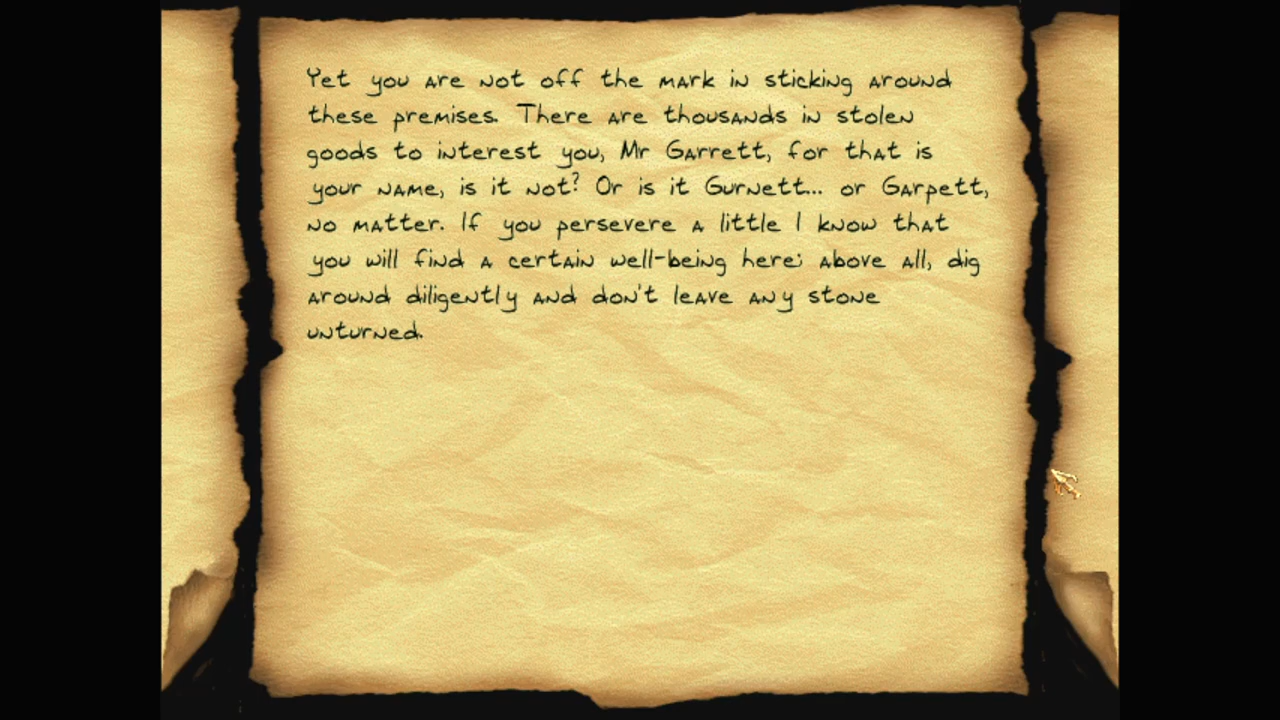 Yet you are not off the mark in sticking around
these premises. There are thousands in stolen
goods to interest you, Mr Garrett, for that is
your name, is it not? Or is it Gurnett... or Garpett,
no matter. If you persevere a little I know that
you will find a certain well-being here; above all, dig
around diligently and don't leave any stone
unturned.